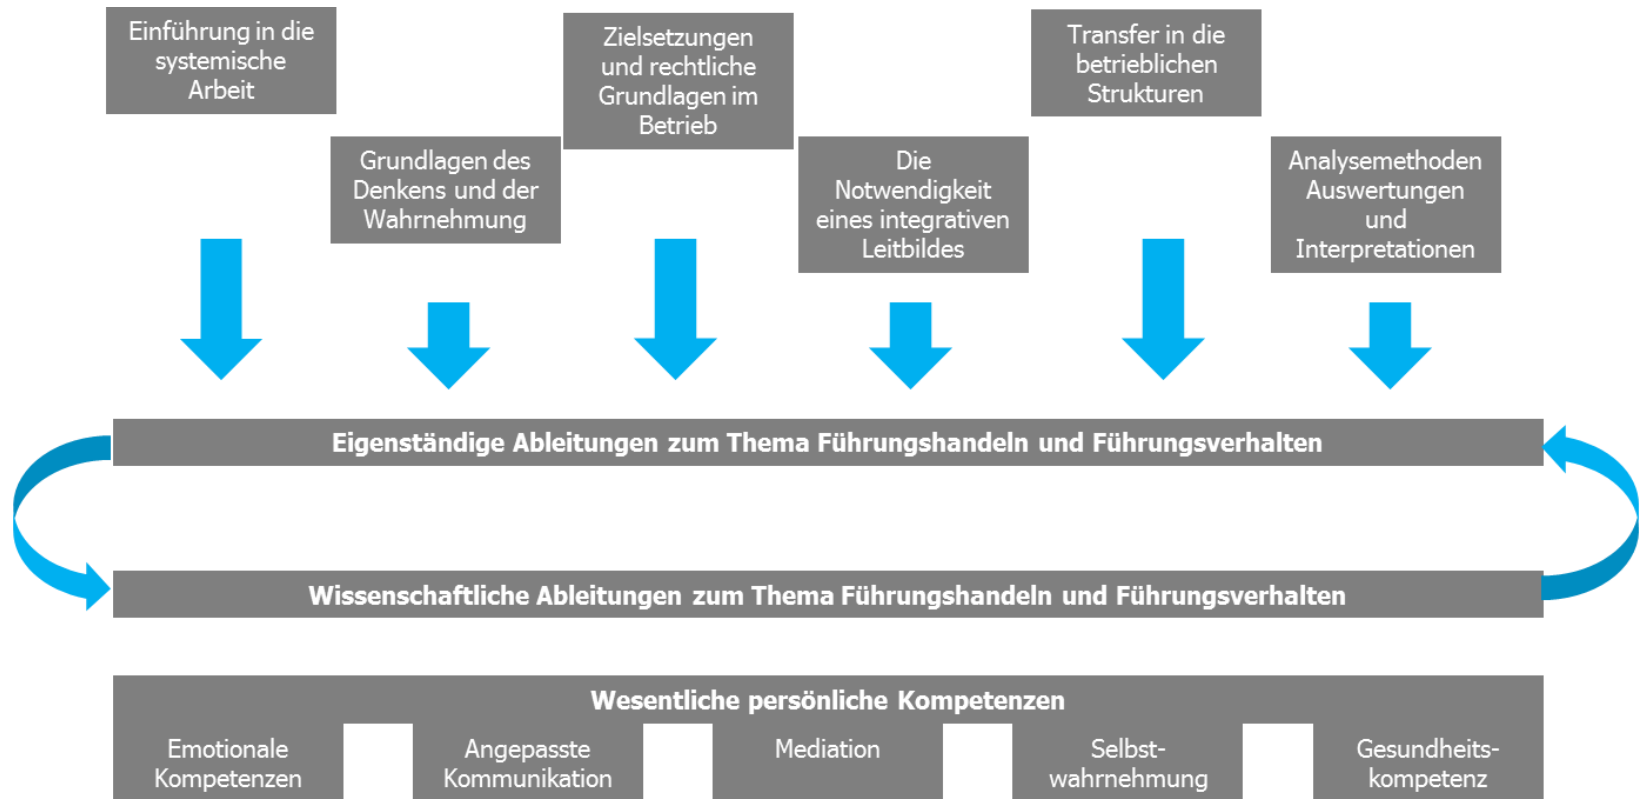 Einführung in die
systemische
Arbeit
Grundlagen des
Denkens und der
Wahrnehmung
Zielsetzungen
und rechtliche
Grundlagen im
Betrieb
Die
Notwendigkeit
eines integrativen
Leitbildes
Transfer in die
betrieblichen
Strukturen
Analysemethoden
Auswertungen
und
Interpretationen
Eigenständige Ableitungen zum Thema Führungshandeln und Führungsverhalten
Wissenschaftliche Ableitungen zum Thema Führungshandeln und Führungsverhalten
Wesentliche persönliche Kompetenzen
Emotionale
Kompetenzen
Angepasste
Kommunikation
Mediation
Selbst-
wahrnehmung
Gesundheits-
kompetenz